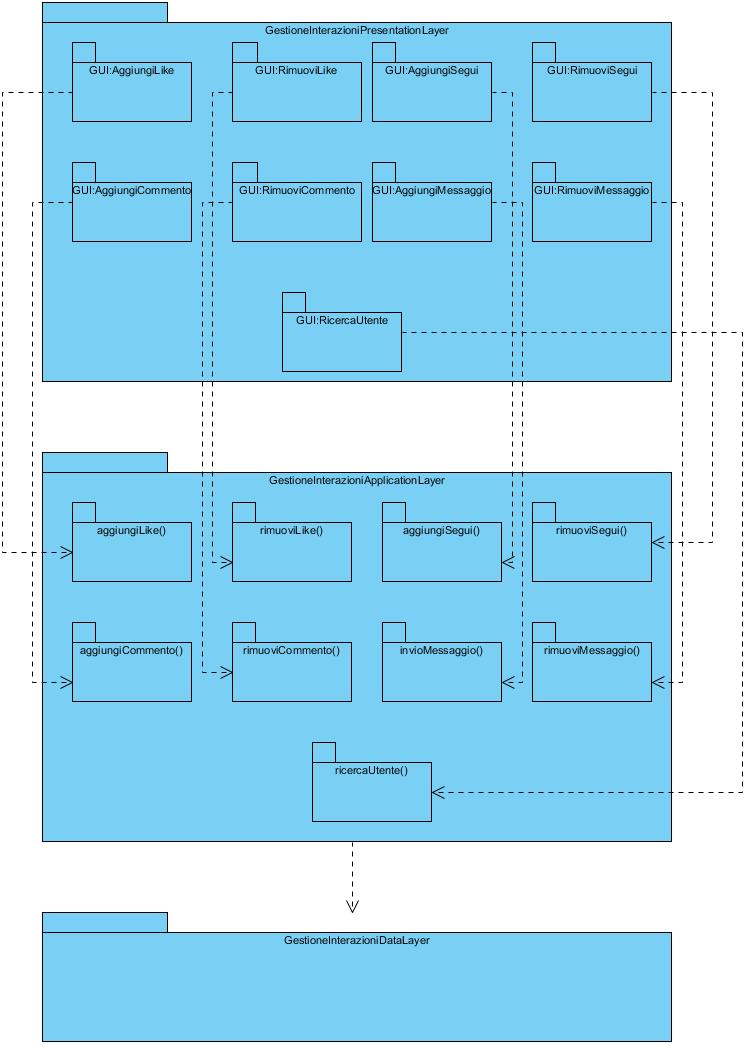 GestioneInterazioniPresentationLayer
GUI:AggiungiLike
GUI:RimuoviLike
GUI:AggiungiSegui
GUI:RimuoviSegui
GUI:AggiungiCommento
GUI:RimuoviCommento
GUI:AggiungiMessaggio
GUI:RimuoviMessaggio
GUI:RicercaUtente
GestioneInterazioniApplicationLayer
aggiungiLike()
rimuoviLike()
aggiungiSegui()
rimuoviSegui()
aggiungiCommento()
rimuoviCommento()
invioMessaggio()
rimuoviMessaggio()
ricercaUtente()
GestioneInterazioniDataLayer